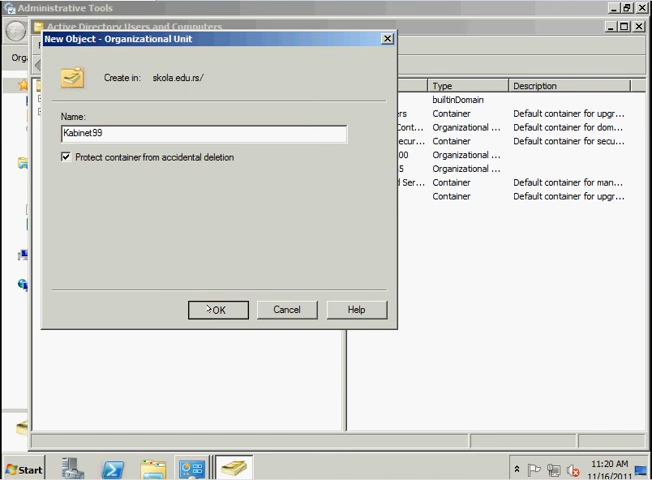 Administrative Tools
Active Directory Users and Computers
New Object - Organizational Unit
Create in: skola.edu.rs/
Name:
Kabinet99
Protect container from accidental deletion
OK
Cancel
Help
Type Description
builtinDomain
Container Default container for upgr...
Organizational ... Default container for dom...
Container Default container for secu...
Organizational ...
Organizational ...
Container Default container for man...
Container Default container for upgr...
Start
11:20 AM
11/16/2011